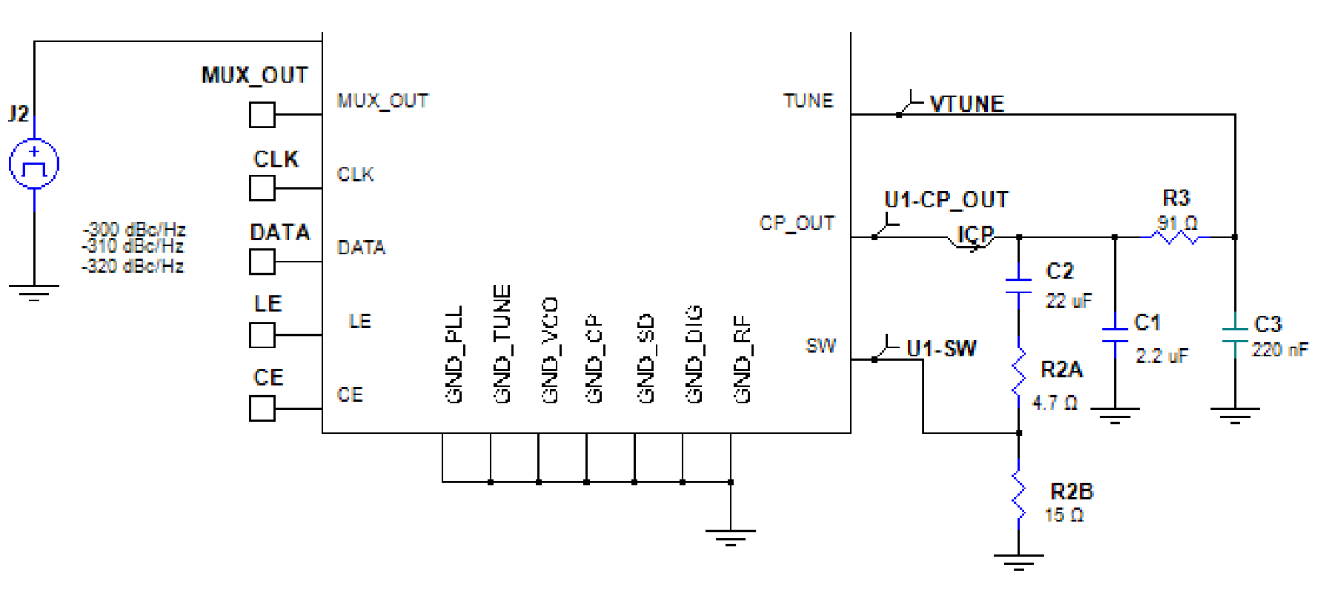 MUX_OUT
J2
MUX_OUT
TUNE
VTUNE
CLK
CLK
U1-CP_OUT
R3
91 Ω
CP_OUT
ICP
-300 dBc/Hz
-310 dBc/Hz
-320 dBc/Hz
DATA
DATA
C2
22 uF
LE
LE
GND_PLL
GND_TUNE
GND_VCO
GND_CP
GND_SD
GND_DIG
GND_RF
SW
U1-SW
C1
2.2 uF
C3
220 nF
R2A
4.7 Ω
CE
CE
R2B
15 Ω